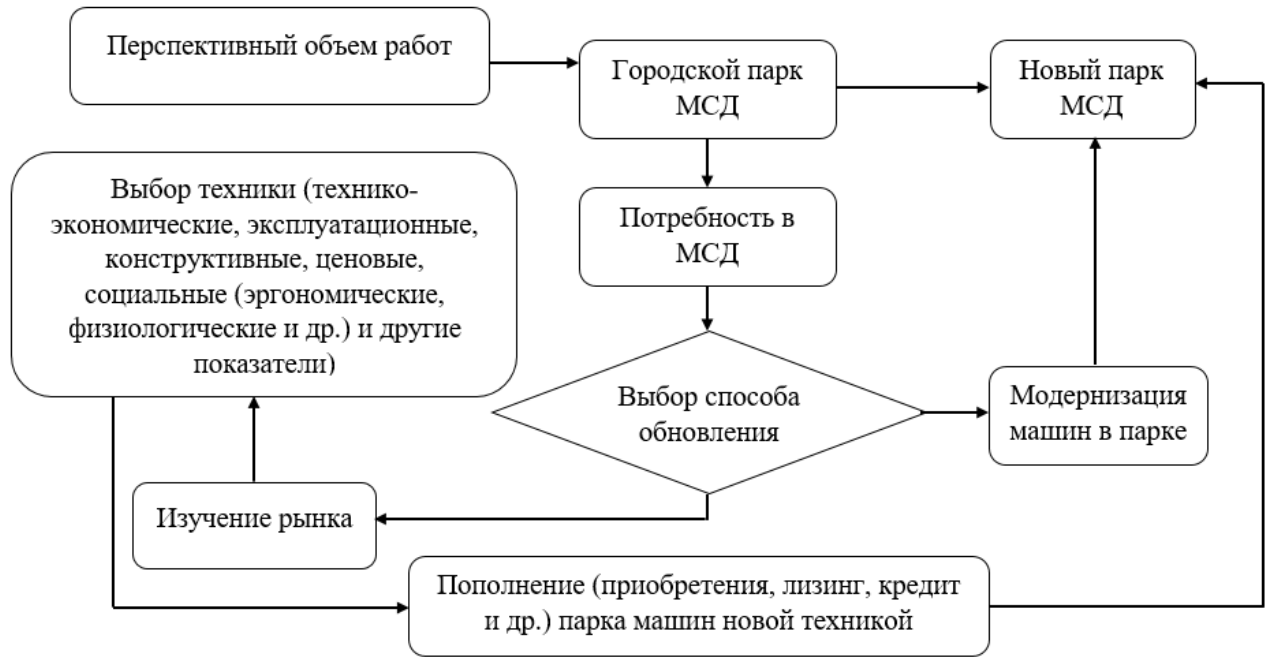 Перспективный объем работ
Городской парк
МСД
Новый парк
МСД
Выбор техники (технико-
экономические, эксплуатационные,
конструктивные, ценовые,
социальные (эргономические,
физиологические и др.) и другие
показатели)
Потребность в
МСД
Выбор способа
обновления
Модернизация
машин в парке
Изучение рынка
Пополнение (приобретения, лизинг, кредит
и др.) парка машин новой техникой